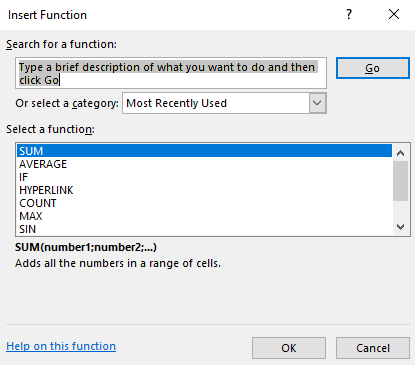 Insert Function ? ×
Search for a function:
Type a brief description of what you want to do and then
click Go
Go
Or select a category: Most Recently Used
Select a function:
SUM
AVERAGE
IF
HYPERLINK
COUNT
MAX
SIN
SUM(number1;number2;...)
Adds all the numbers in a range of cells.
Help on this function
OK Cancel